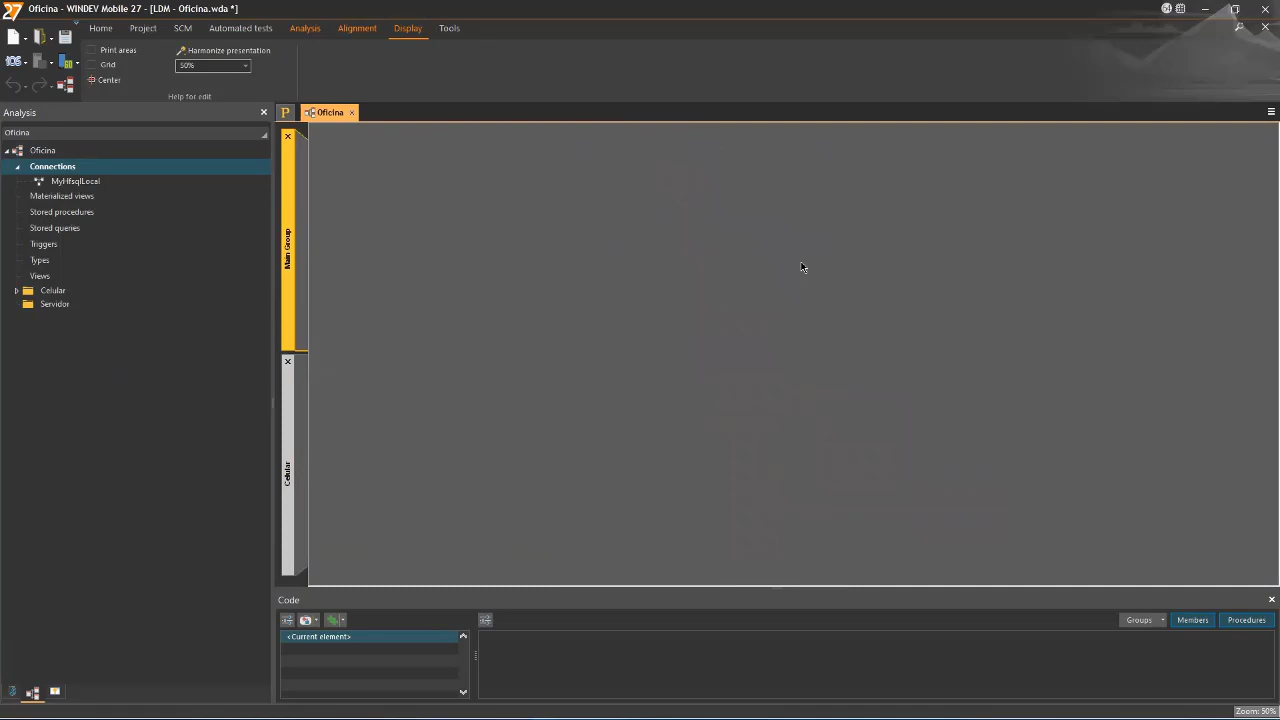 Oficina - WINDEV Mobile 27 - [LDM - Oficina.wda *]
Home Project SCM Automated tests Analysis Alignment Display Tools
Print areas
Harmonize presentation
Grid
50%
Center
Help for edit
Analysis
P
Oficina
Oficina
Oficina
Connections
MyHfsqlLocal
Materialized views
Stored procedures
Stored queries
Triggers
Types
Views
Celular
Servidor
Main Group
Celular
Code
Groups Members Procedures
<Current element>
Zoom: 50%